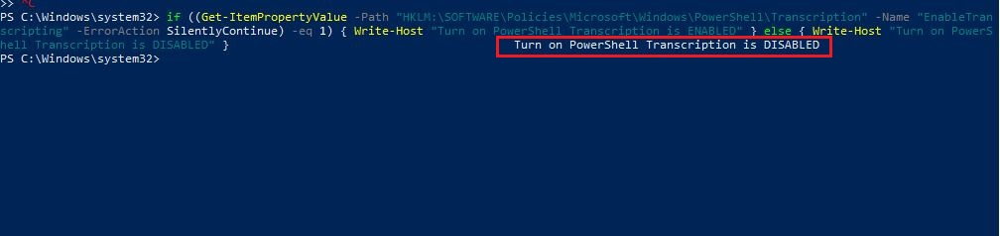 >> ^C
PS C:\Windows\system32> if ((Get-ItemPropertyValue -Path "HKLM:\SOFTWARE\Policies\Microsoft\Windows\PowerShell\Transcription" -Name "EnableTran
scripting" -ErrorAction SilentlyContinue) -eq 1) { Write-Host "Turn on PowerShell Transcription is ENABLED" } else { Write-Host "Turn on PowerS
hell Transcription is DISABLED" }
Turn on PowerShell Transcription is DISABLED
PS C:\Windows\system32>